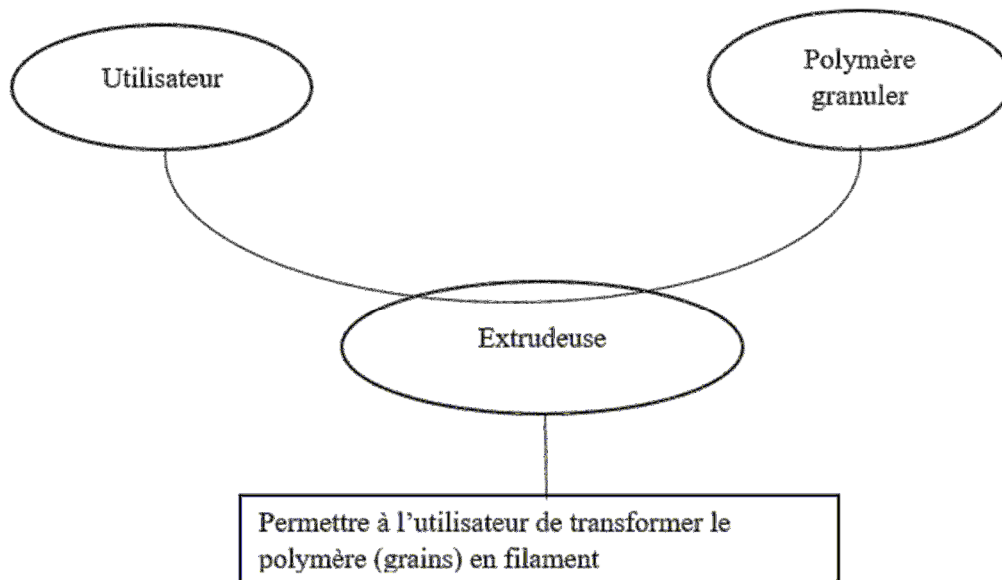 Utilisateur
Polymère
granuler
Extrudeuse
Permettre à l’utilisateur de transformer le
polymère (grains) en filament